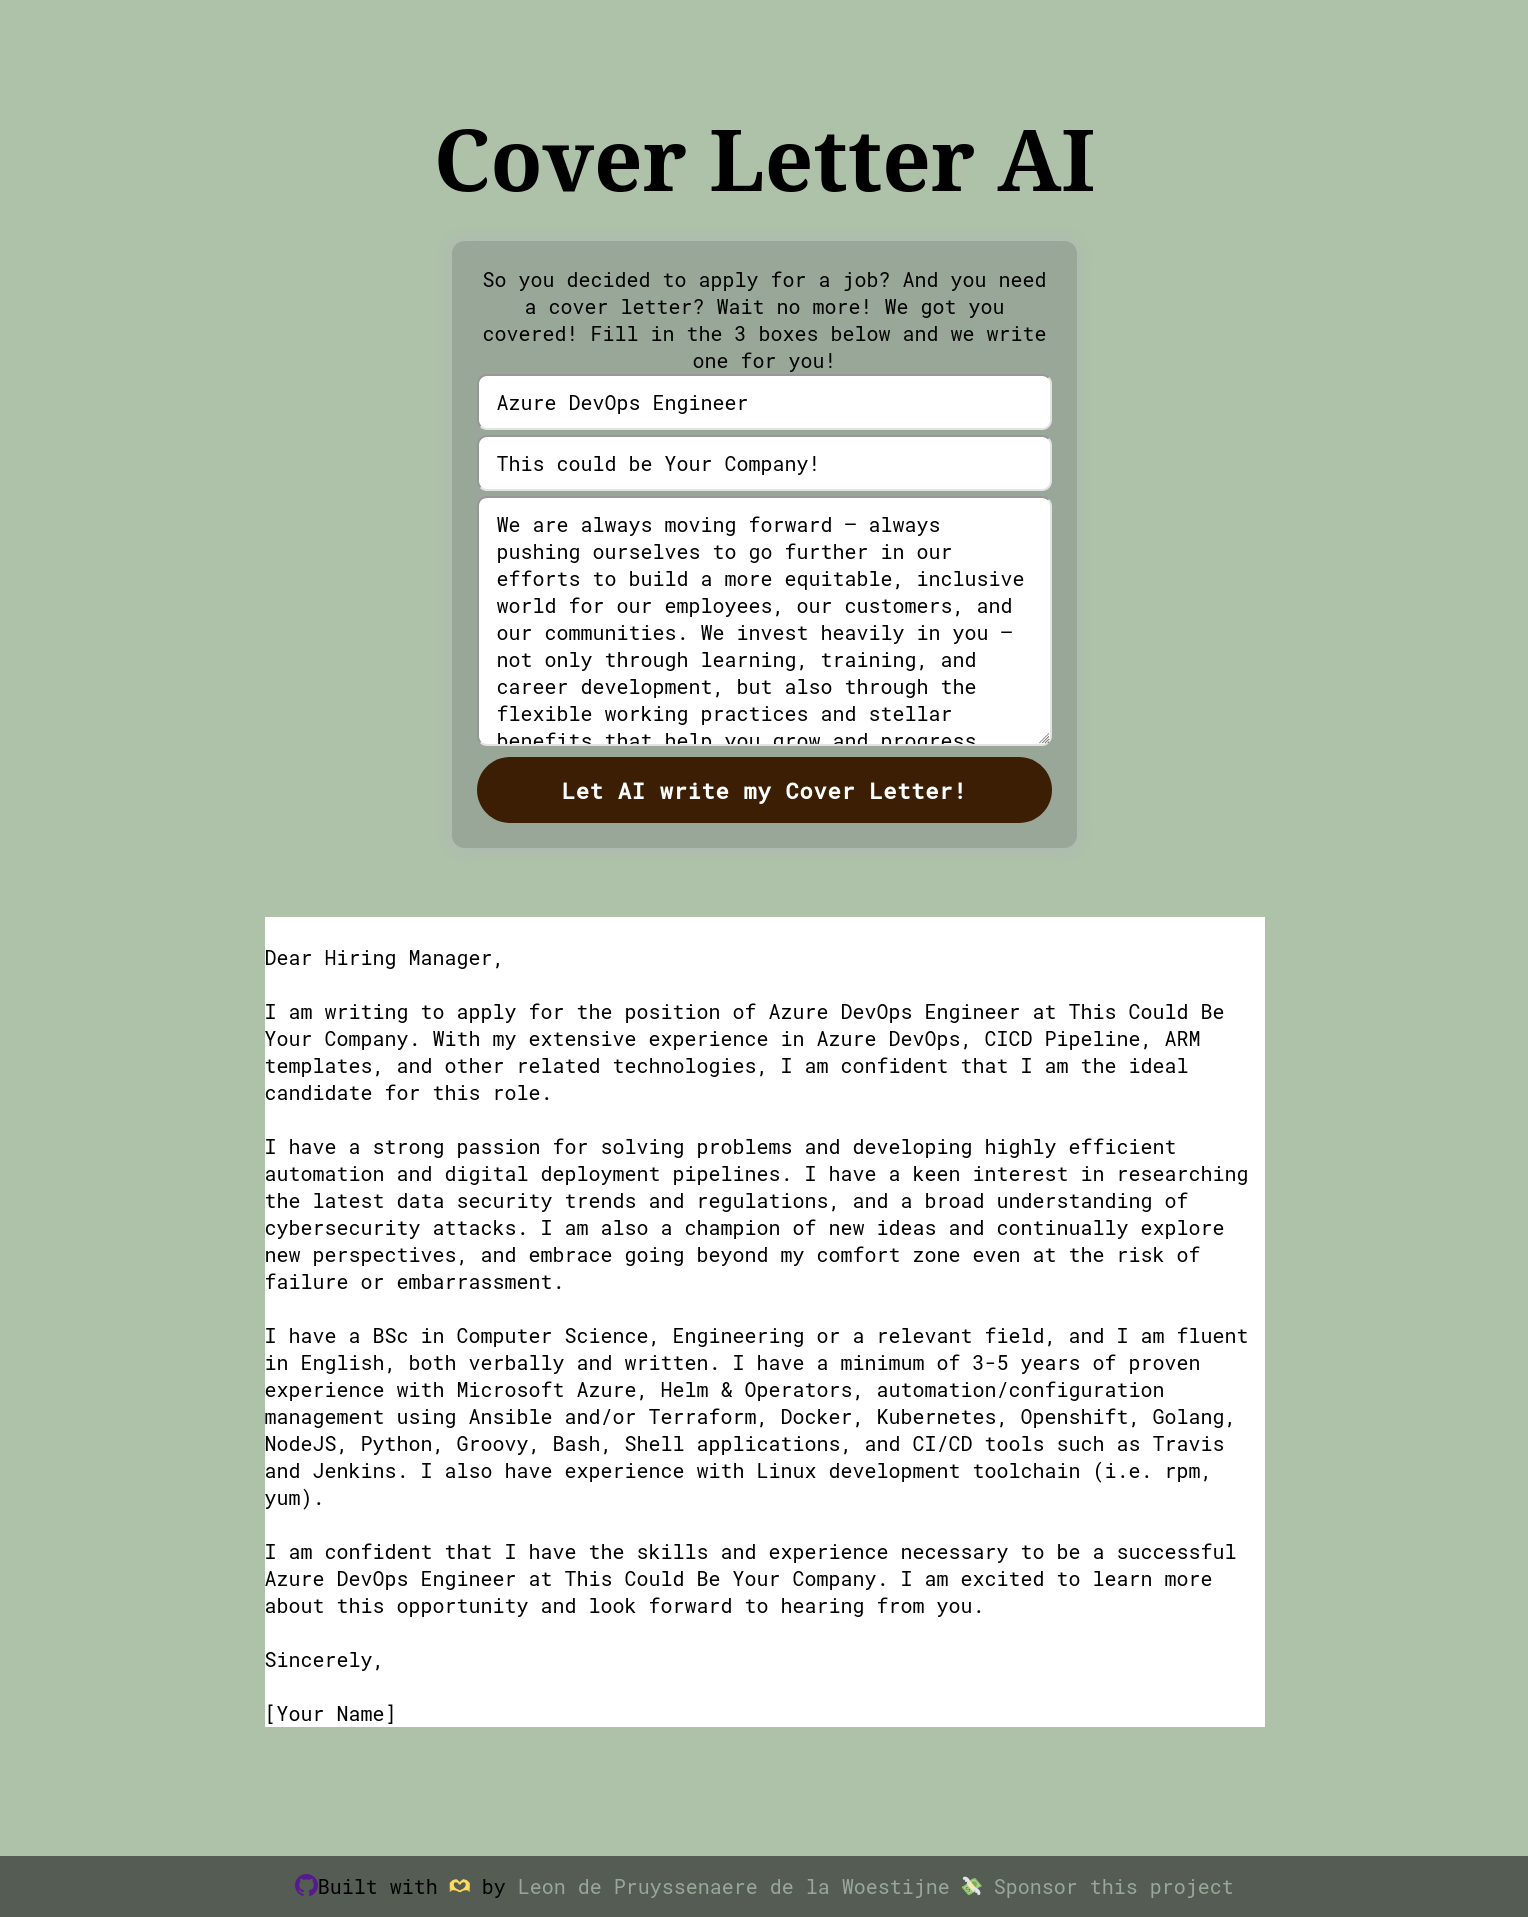 Cover Letter AI
So you decided to apply for a job? And you need
a cover letter? Wait no more! We got you
covered! Fill in the 3 boxes below and we write
one for you!
Azure DevOps Engineer
This could be Your Company!
We are always moving forward – always
pushing ourselves to go further in our
efforts to build a more equitable, inclusive
world for our employees, our customers, and
our communities. We invest heavily in you –
not only through learning, training, and
career development, but also through the
flexible working practices and stellar
benefits that help you grow and progress
Let AI write my Cover Letter!
Dear Hiring Manager,
I am writing to apply for the position of Azure DevOps Engineer at This Could Be
Your Company. With my extensive experience in Azure DevOps, CICD Pipeline, ARM
templates, and other related technologies, I am confident that I am the ideal
candidate for this role.
I have a strong passion for solving problems and developing highly efficient
automation and digital deployment pipelines. I have a keen interest in researching
the latest data security trends and regulations, and a broad understanding of
cybersecurity attacks. I am also a champion of new ideas and continually explore
new perspectives, and embrace going beyond my comfort zone even at the risk of
failure or embarrassment.
I have a BSc in Computer Science, Engineering or a relevant field, and I am fluent
in English, both verbally and written. I have a minimum of 3-5 years of proven
experience with Microsoft Azure, Helm & Operators, automation/configuration
management using Ansible and/or Terraform, Docker, Kubernetes, Openshift, Golang,
NodeJS, Python, Groovy, Bash, Shell applications, and CI/CD tools such as Travis
and Jenkins. I also have experience with Linux development toolchain (i.e. rpm,
yum).
I am confident that I have the skills and experience necessary to be a successful
Azure DevOps Engineer at This Could Be Your Company. I am excited to learn more
about this opportunity and look forward to hearing from you.
Sincerely,
[Your Name]
Built with 🫶 by Leon de Pruyssenaere de la Woestijne 💸 Sponsor this project